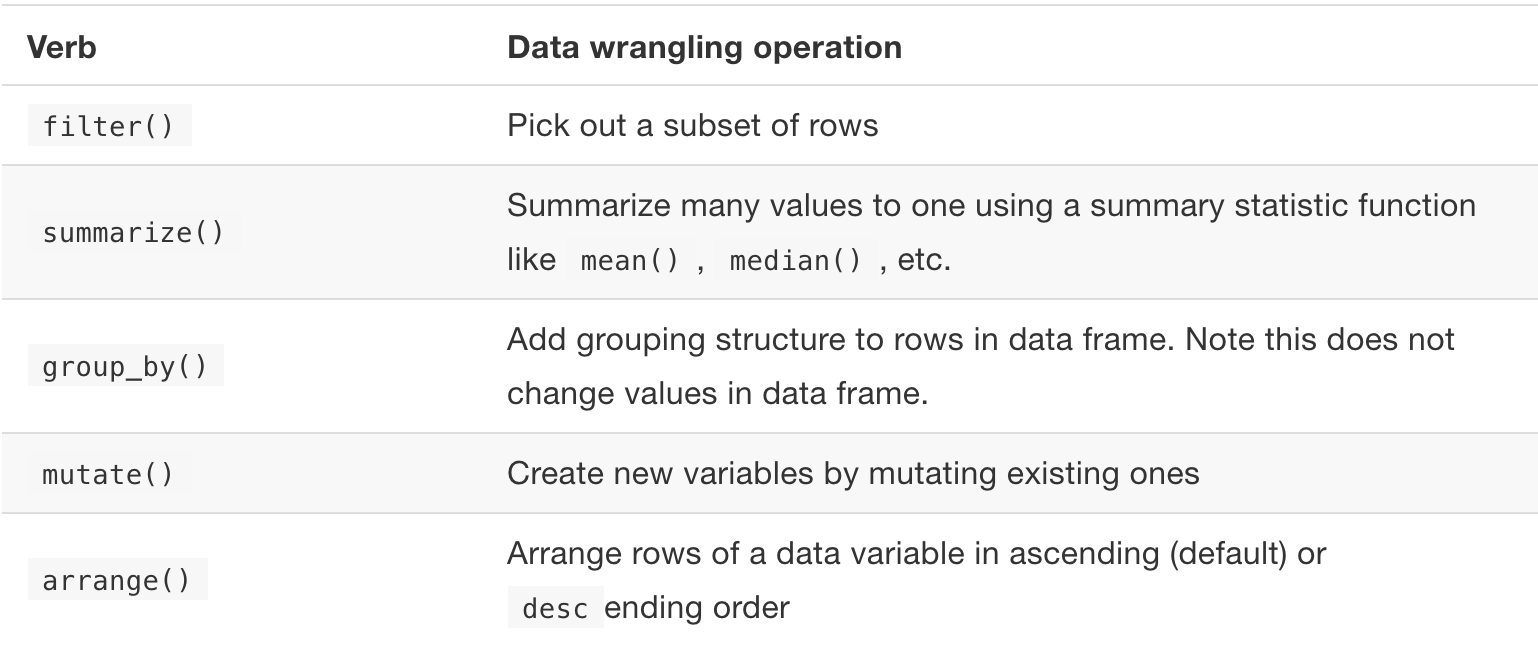 Verb Data wrangling operation
filter() Pick out a subset of rows
summarize() Summarize many values to one using a summary statistic function
like mean() , median() , etc.
group_by() Add grouping structure to rows in data frame. Note this does not
change values in data frame.
mutate() Create new variables by mutating existing ones
arrange() Arrange rows of a data variable in ascending (default) or
desc ending order